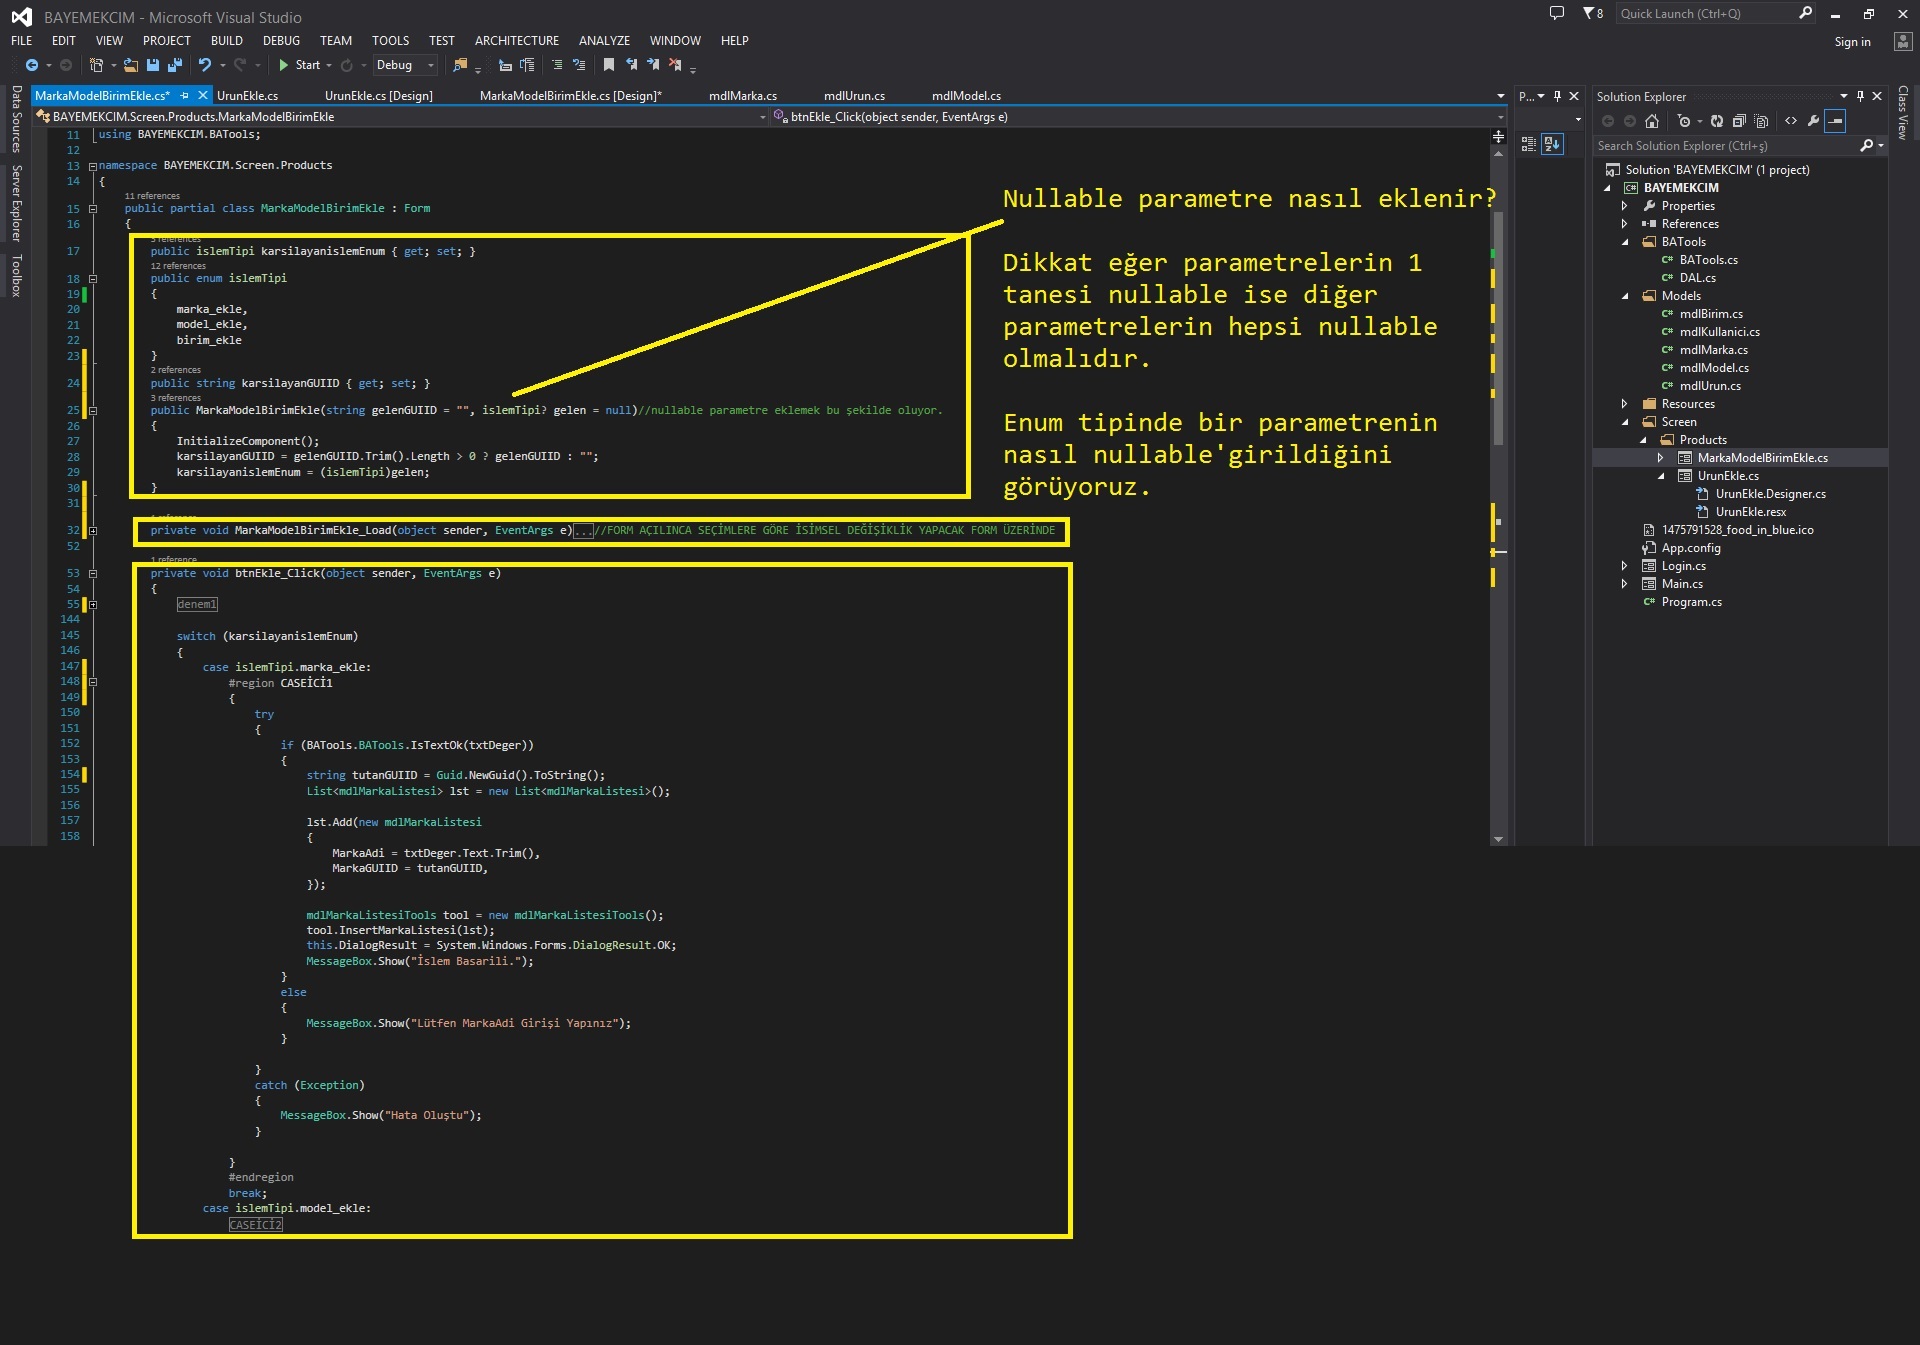 BAYEMEKCIM - Microsoft Visual Studio
8
Quick Launch (Ctrl+Q)
FILE EDIT VIEW PROJECT BUILD DEBUG TEAM TOOLS TEST ARCHITECTURE ANALYZE WINDOW HELP
Sign in
Start
Debug
MarkaModelBirimEkle.cs*
UrunEkle.cs
UrunEkle.cs [Design]
MarkaModelBirimEkle.cs [Design]*
mdlMarka.cs
mdlUrun.cs
mdlModel.cs
BAYEMEKCIM.Screen.Products.MarkaModelBirimEkle
btnEkle_Click(object sender, EventArgs e)
Data Sources
Server Explorer
Toolbox
11 using BAYEMEKCIM.BATools;
12
13 namespace BAYEMEKCIM.Screen.Products
14 {
11 references
15 public partial class MarkaModelBirimEkle : Form
16 {
3 references
17 public islemTipi karsilayanislemEnum { get; set; }
12 references
18 public enum islemTipi
19 {
20 marka_ekle,
21 model_ekle,
22 birim_ekle
23 }
2 references
24 public string karsilayanGUIID { get; set; }
3 references
25 public MarkaModelBirimEkle(string gelenGUIID = "", islemTipi? gelen = null)//nullable parametre eklemek bu şekilde oluyor.
26 {
27 InitializeComponent();
28 karsilayanGUIID = gelenGUIID.Trim().Length > 0 ? gelenGUIID : "";
29 karsilayanislemEnum = (islemTipi)gelen;
30 }
31
32 private void MarkaModelBirimEkle_Load(object sender, EventArgs e)...//FORM AÇILINCA SEÇİMLERE GÖRE İSİMSEL DEĞİŞİKLİK YAPACAK FORM ÜZERİNDE
52
1 reference
53 private void btnEkle_Click(object sender, EventArgs e)
54 {
55 denem1
144
145 switch (karsilayanislemEnum)
146 {
147 case islemTipi.marka_ekle:
148 #region CASEİCİ1
149 {
150 try
151 {
152 if (BATools.BATools.IsTextOk(txtDeger))
153 {
154 string tutanGUIID = Guid.NewGuid().ToString();
155 List<mdlMarkaListesi> lst = new List<mdlMarkaListesi>();
156
157 lst.Add(new mdlMarkaListesi
158 {
MarkaAdi = txtDeger.Text.Trim(),
MarkaGUIID = tutanGUIID,
});
mdlMarkaListesiTools tool = new mdlMarkaListesiTools();
tool.InsertMarkaListesi(lst);
this.DialogResult = System.Windows.Forms.DialogResult.OK;
MessageBox.Show("İslem Basarili.");
}
else
{
MessageBox.Show("Lütfen MarkaAdi Girişi Yapınız");
}
}
catch (Exception)
{
MessageBox.Show("Hata Oluştu");
}
}
#endregion
break;
case islemTipi.model_ekle:
CASEİCİ2
Nullable parametre nasıl eklenir?
Dikkat eğer parametrelerin 1
tanesi nullable ise diğer
parametrelerin hepsi nullable
olmalıdır.
Enum tipinde bir parametrenin
nasıl nullable'girildiğini
görüyoruz.
P...
Solution Explorer
Search Solution Explorer (Ctrl+ş)
Solution 'BAYEMEKCIM' (1 project)
BAYEMEKCIM
Properties
References
BATools
BATools.cs
DAL.cs
Models
mdlBirim.cs
mdlKullanici.cs
mdlMarka.cs
mdlModel.cs
mdlUrun.cs
Resources
Screen
Products
MarkaModelBirimEkle.cs
UrunEkle.cs
UrunEkle.Designer.cs
UrunEkle.resx
1475791528_food_in_blue.ico
App.config
Login.cs
Main.cs
Program.cs
Class View